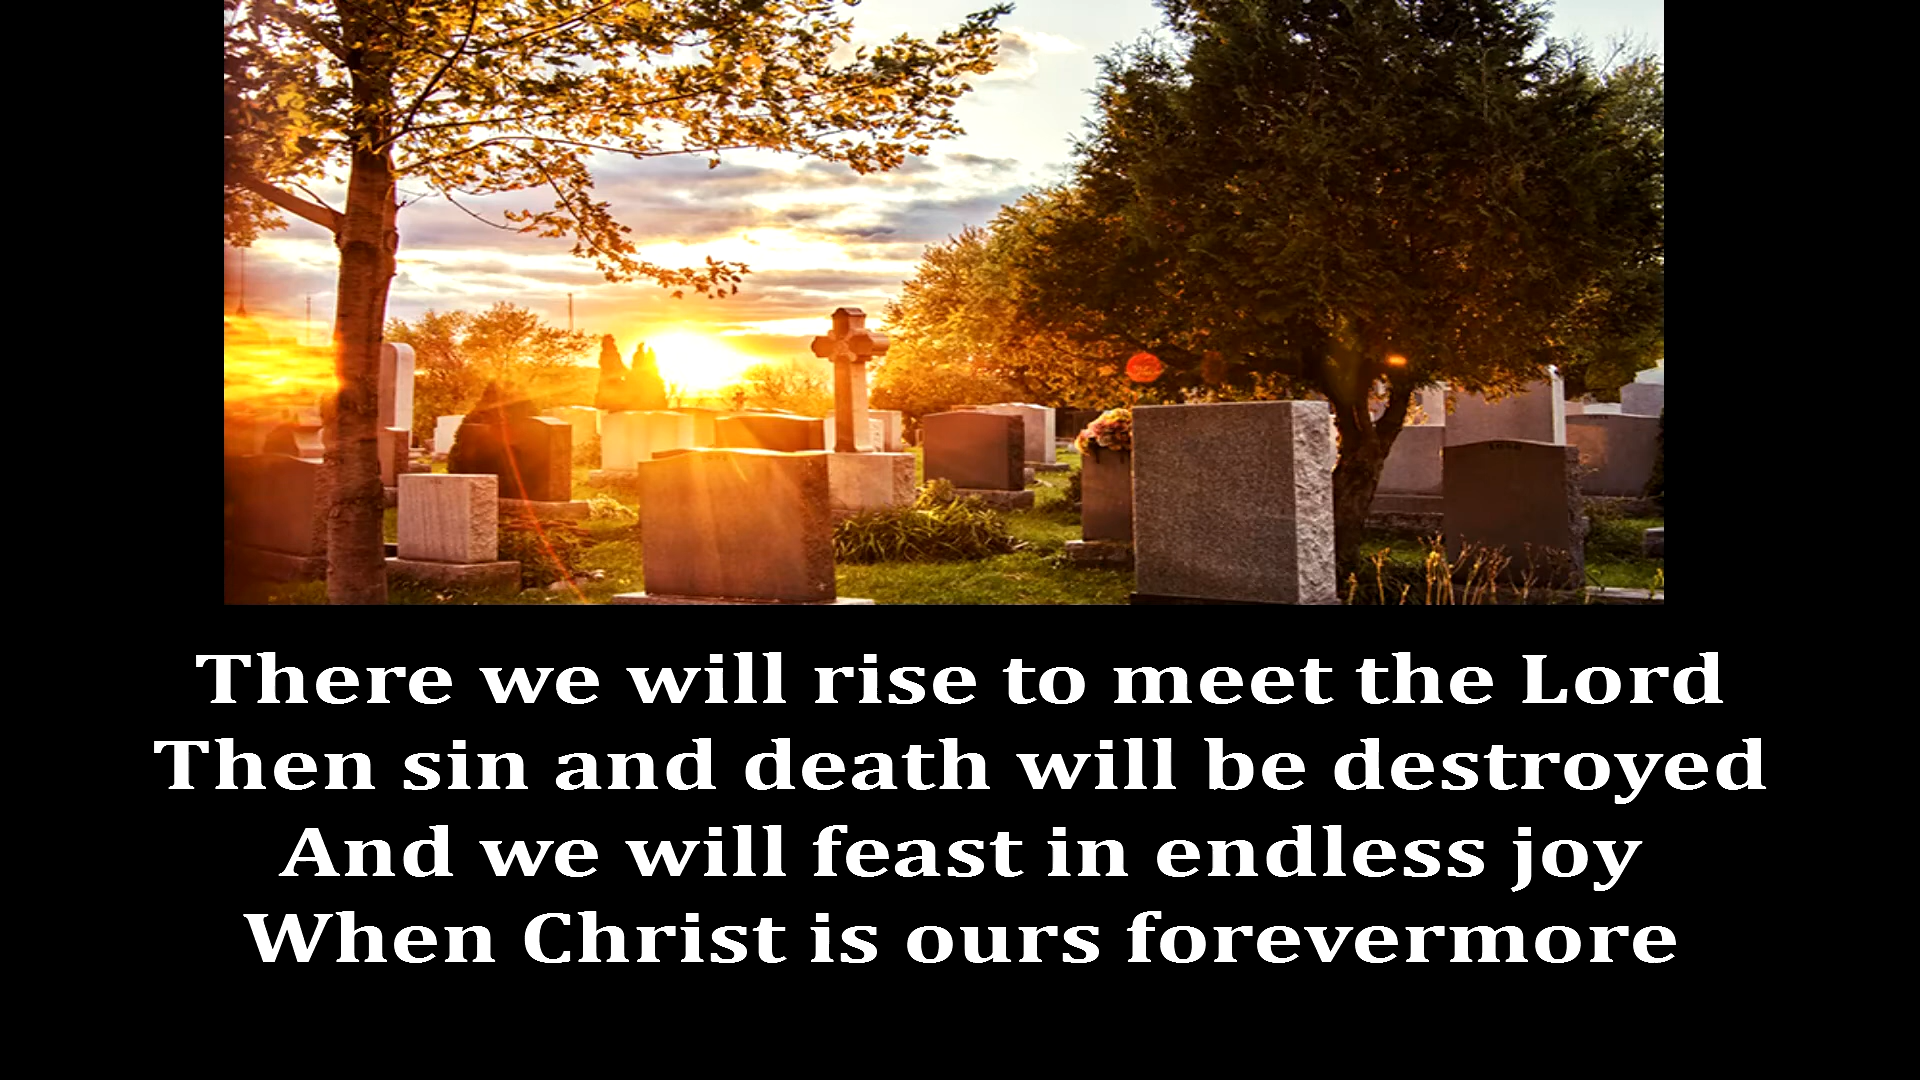 There we will rise to meet the Lord
Then sin and death will be destroyed
And we will feast in endless joy
When Christ is ours forevermore